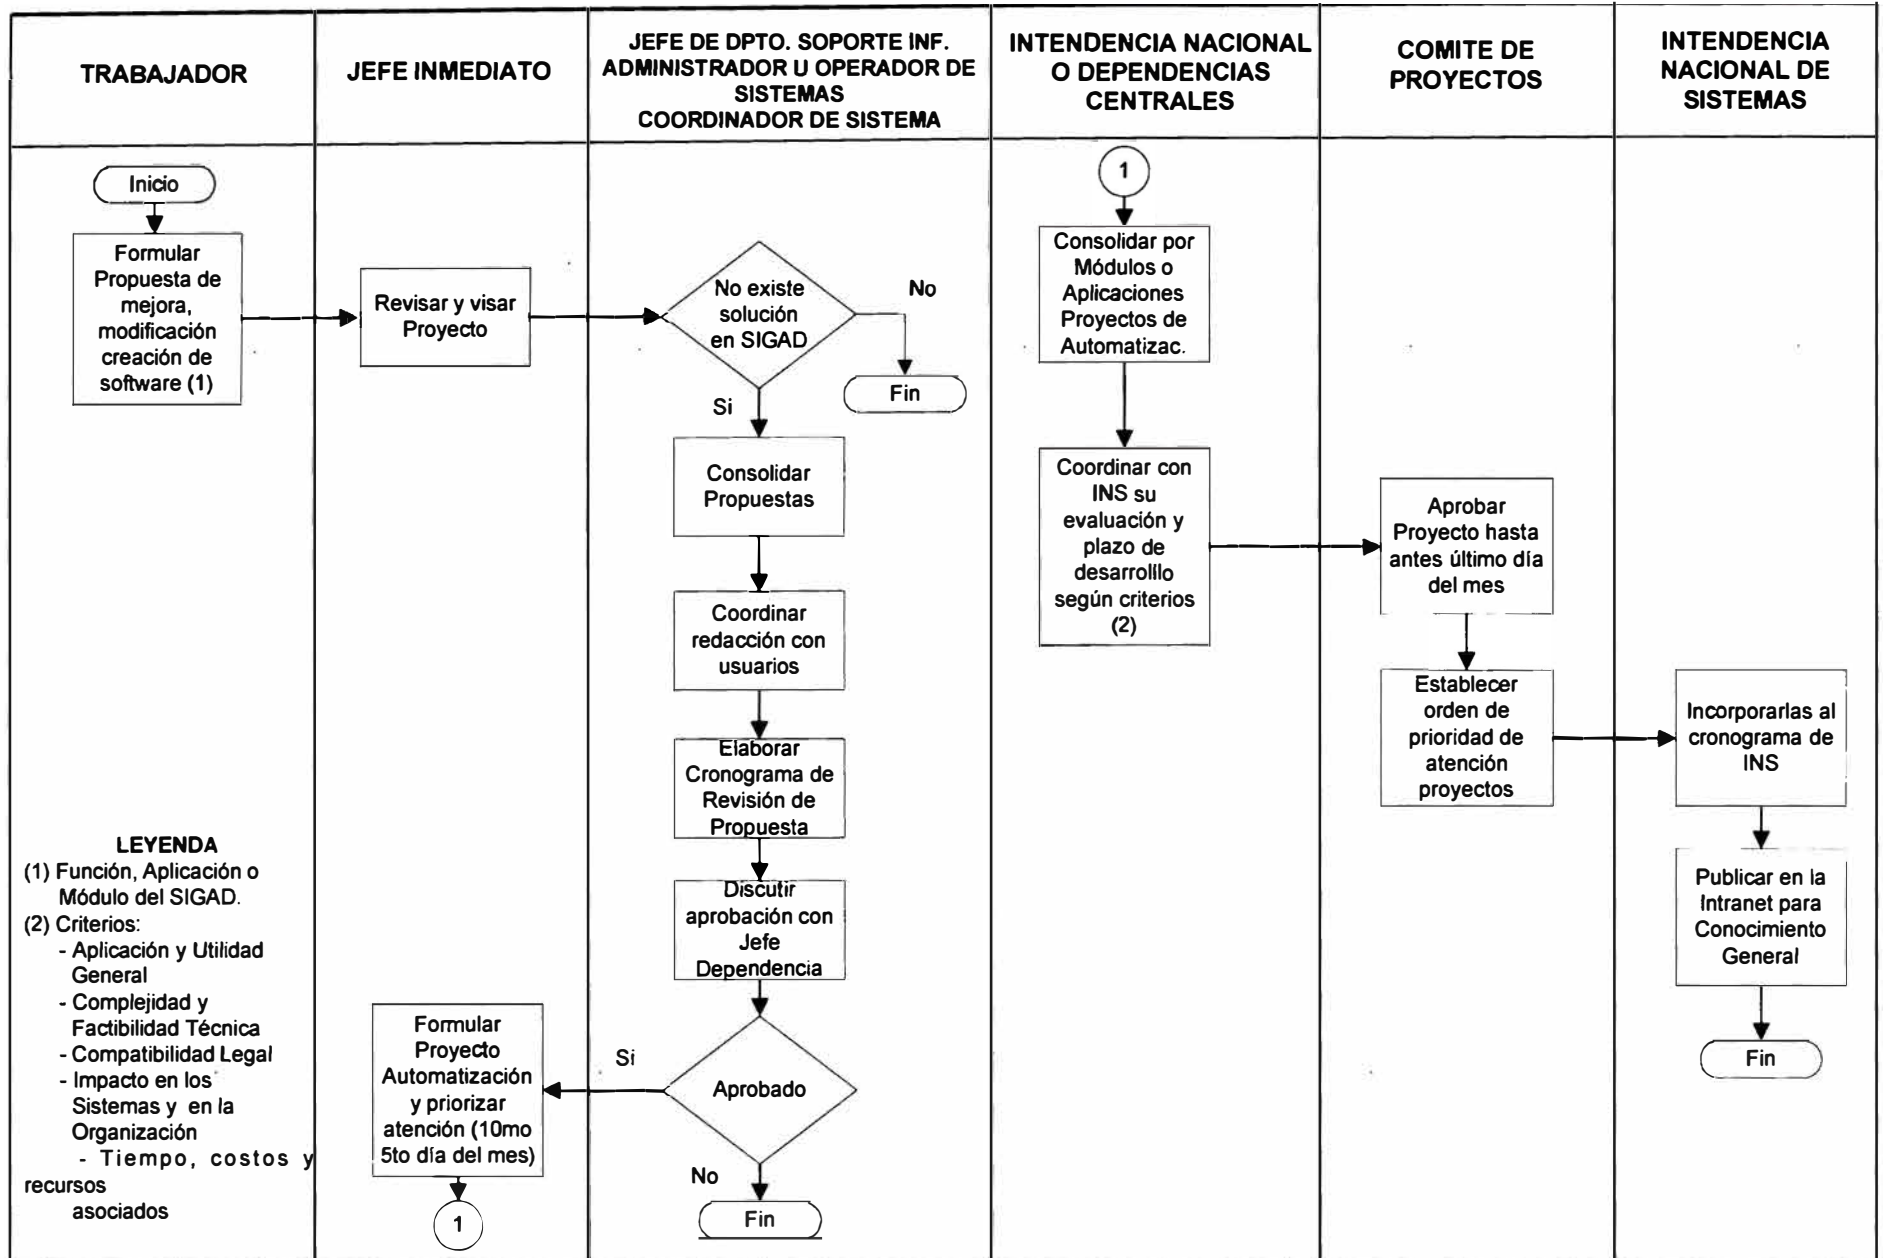 TRABAJADOR
JEFE INMEDIATO
JEFE DE DPTO. SOPORTE INF.
ADMINISTRADOR U OPERADOR DE
SISTEMAS
COORDINADOR DE SISTEMA
INTENDENCIA NACIONAL
O DEPENDENCIAS
CENTRALES
COMITE DE
PROYECTOS
INTENDENCIA
NACIONAL DE
SISTEMAS
Inicio
Formular
Propuesta de
mejora,
modificación
creación de
software (1)
Revisar y visar
Proyecto
No existe
solución
en SIGAD
No
Fin
Si
Consolidar
Propuestas
Coordinar
redacción con
usuarios
Elaborar
Cronograma de
Revisión de
Propuesta
Discutir
aprobación con
Jefe
Dependencia
Aprobado
Si
No
Fin
Formular
Proyecto
Automatización
y priorizar
atención (10mo
5to día del mes)
1
1
Consolidar por
Módulos o
Aplicaciones
Proyectos de
Automatizac.
Coordinar con
INS su
evaluación y
plazo de
desarrolílo
según criterios
(2)
Aprobar
Proyecto hasta
antes último día
del mes
Establecer
orden de
prioridad de
atención
proyectos
Incorporarlas al
cronograma de
INS
Publicar en la
Intranet para
Conocimiento
General
Fin
LEYENDA
(1) Función, Aplicación o
Módulo del SIGAD.
(2) Criterios:
- Aplicación y Utilidad
General
- Complejidad y
Factibilidad Técnica
- Compatibilidad Legal
- Impacto en los
Sistemas y en la
Organización
- Tiempo, costos y
recursos
asociados